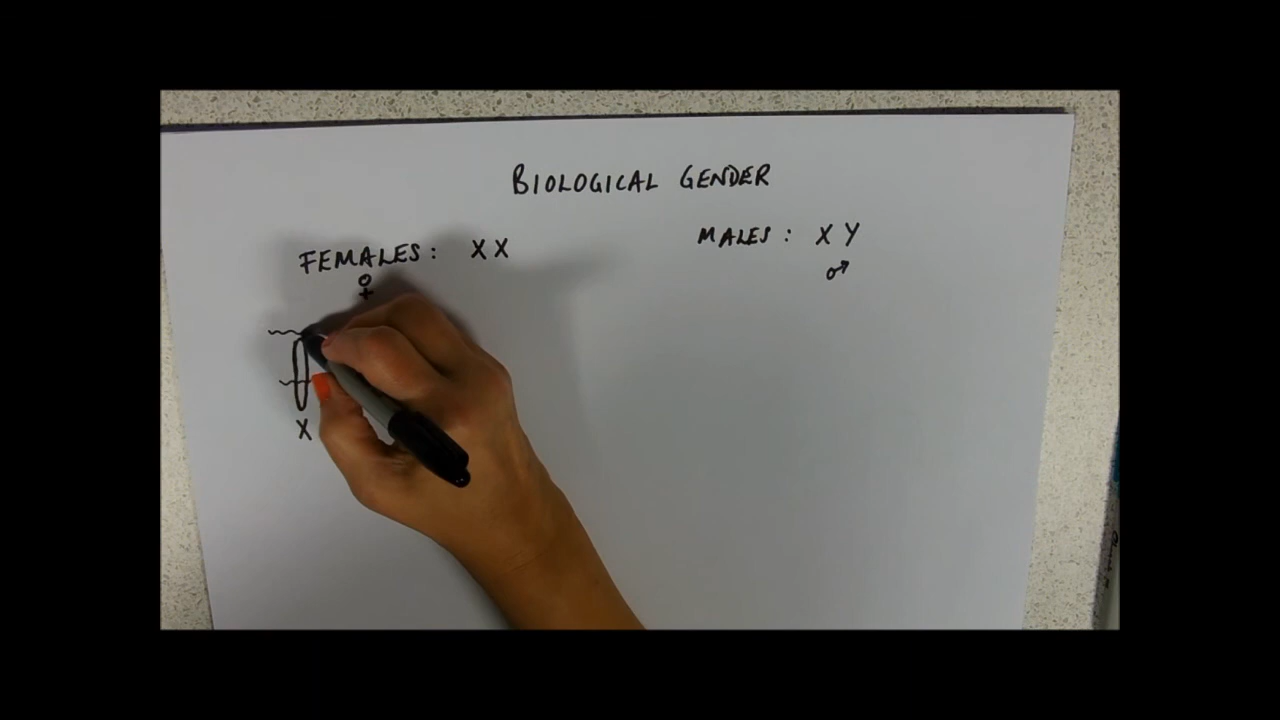 BIOLOGICAL GENDER
FEMALES: XX
♀
X
MALES: XY
♂